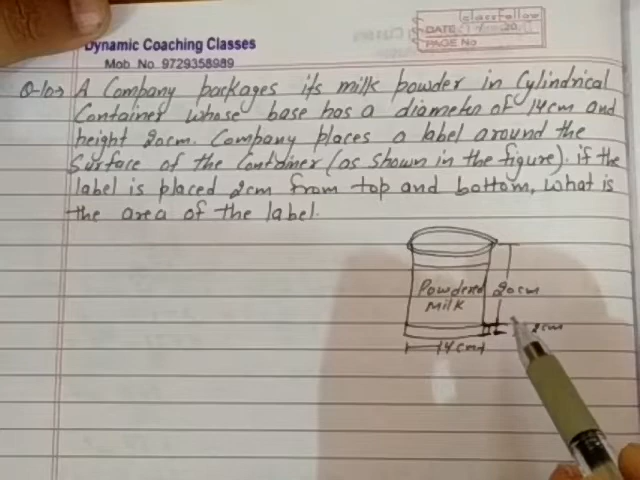 Class Follow
DATE:
PAGE No
Dynamic Coaching Classes
Mob. No. 9729358989
Q-10→ A Company packages its milk powder in Cylindrical
Container whose base has a diameter of 14cm and
height 20cm. Company places a label around the
Surface of the Container (as shown in the figure). if the
label is placed 2cm from top and bottom, what is
the area of the label.
Powdered
milk
20cm
2cm
14cm